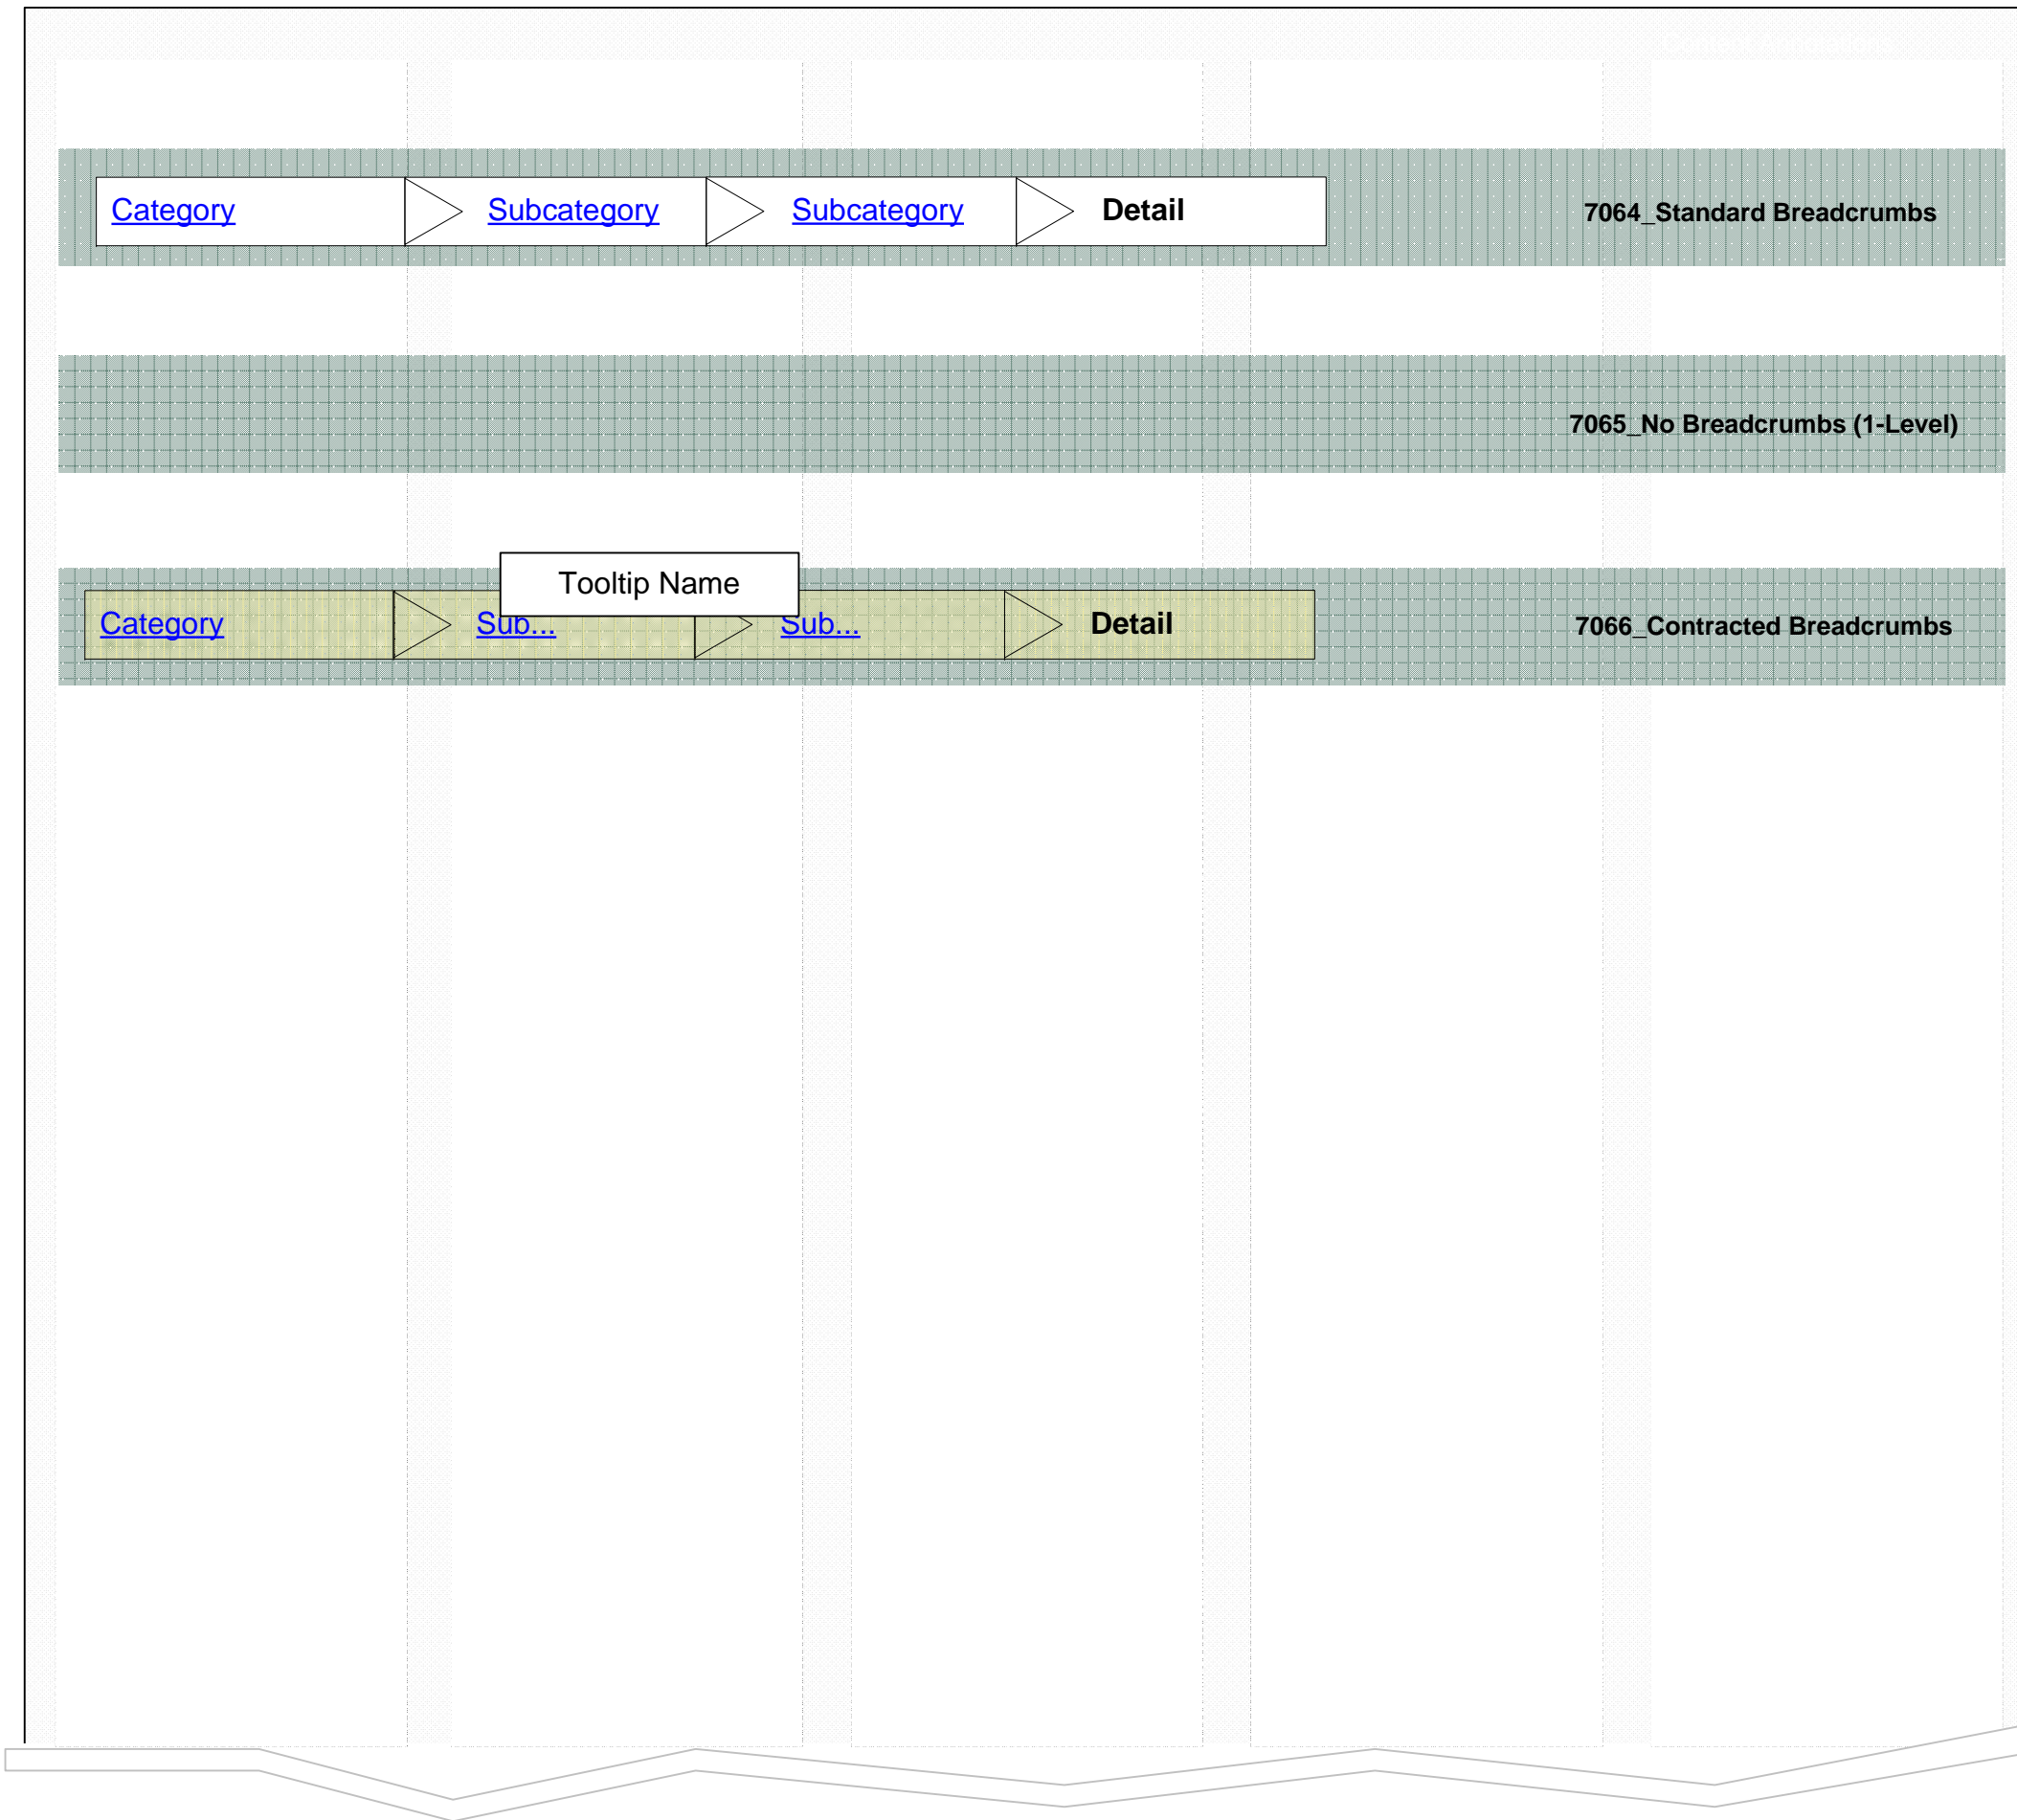 Category Subcategory Subcategory Detail 7064_Standard Breadcrumbs
7065_No Breadcrumbs (1-Level)
Tooltip Name
Category Sub... Sub... Detail 7066_Contracted Breadcrumbs